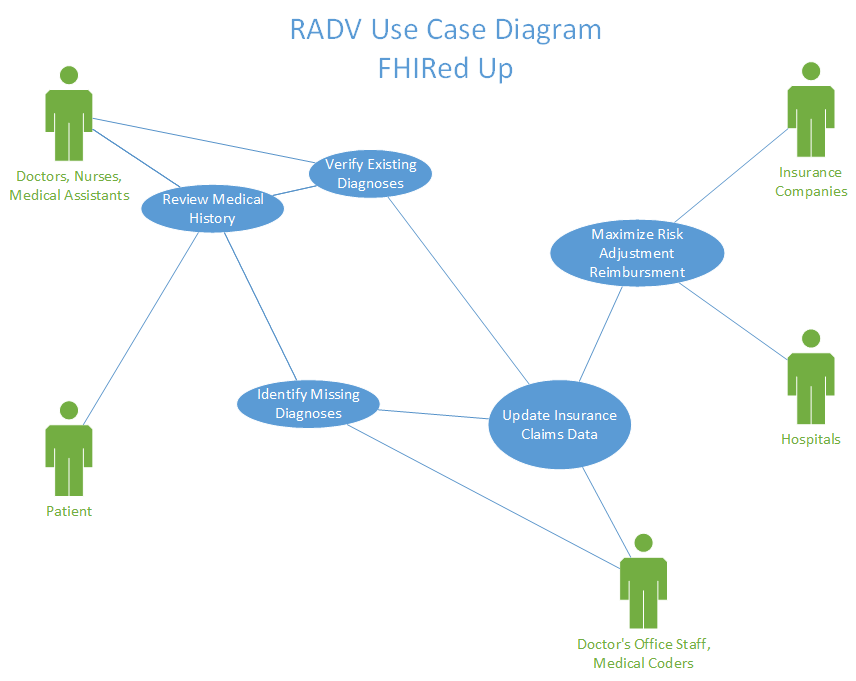 RADV Use Case Diagram
FHIRed Up
Doctors, Nurses,
Medical Assistants
Verify Existing
Diagnoses
Review Medical
History
Insurance
Companies
Maximize Risk
Adjustment
Reimbursment
Identify Missing
Diagnoses
Update Insurance
Claims Data
Hospitals
Patient
Doctor's Office Staff,
Medical Coders